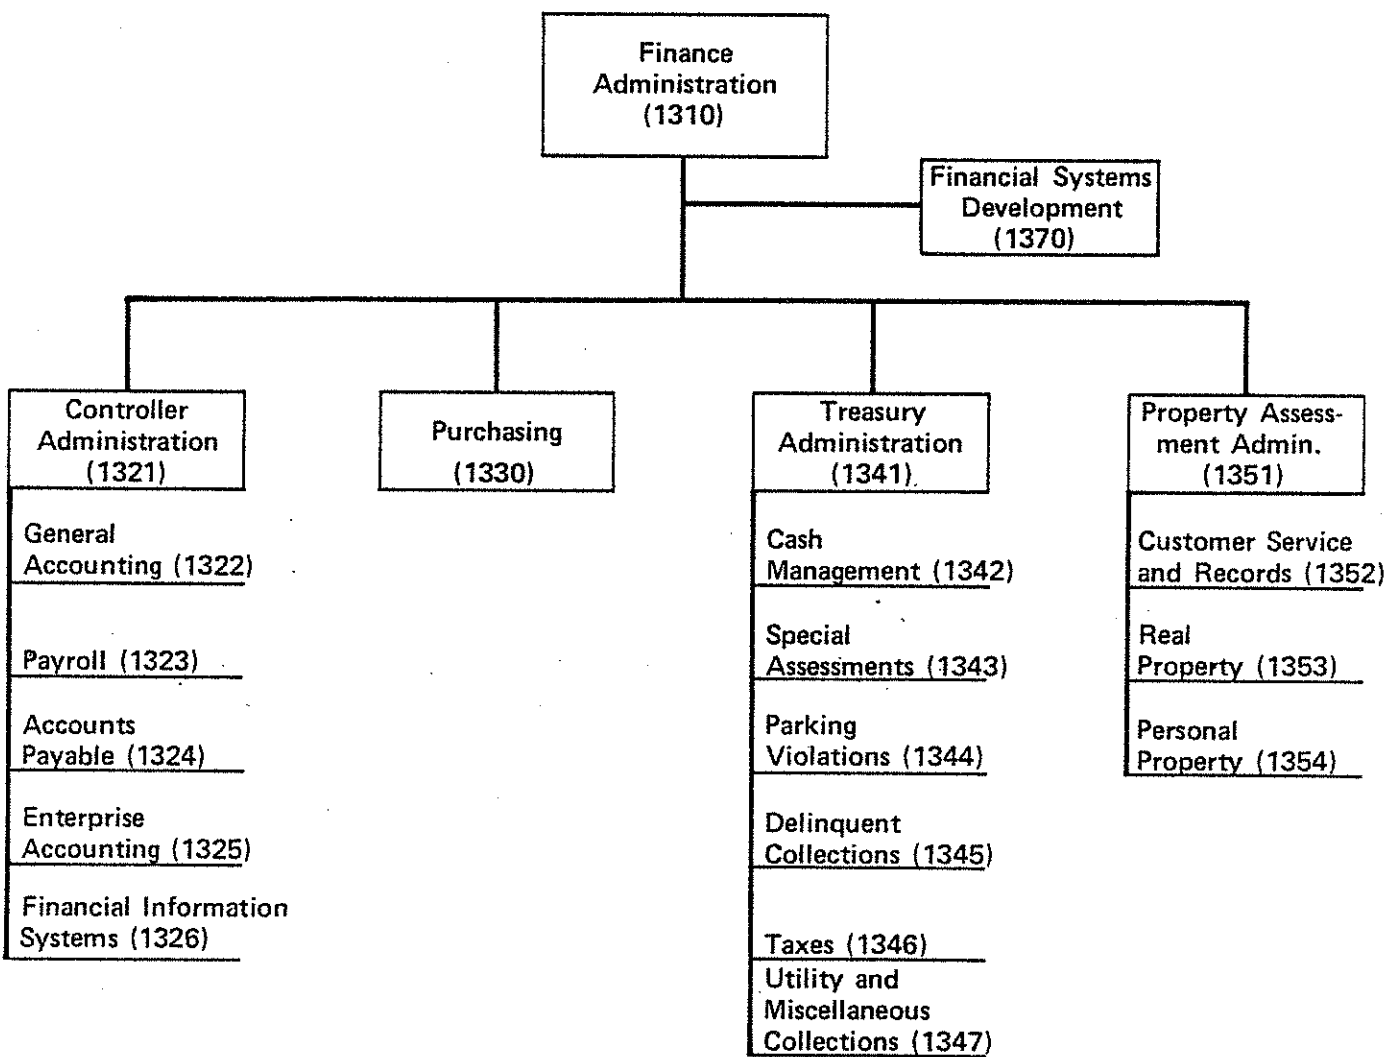 Finance
Administration
(1310)
Financial Systems
Development
(1370)
Controller
Administration
(1321)
General
Accounting (1322)
Payroll (1323)
Accounts
Payable (1324)
Enterprise
Accounting (1325)
Financial Information
Systems (1326)
Purchasing
(1330)
Treasury
Administration
(1341)
Cash
Management (1342)
Special
Assessments (1343)
Parking
Violations (1344)
Delinquent
Collections (1345)
Taxes (1346)
Utility and
Miscellaneous
Collections (1347)
Property Assess-
ment Admin.
(1351)
Customer Service
and Records (1352)
Real
Property (1353)
Personal
Property (1354)